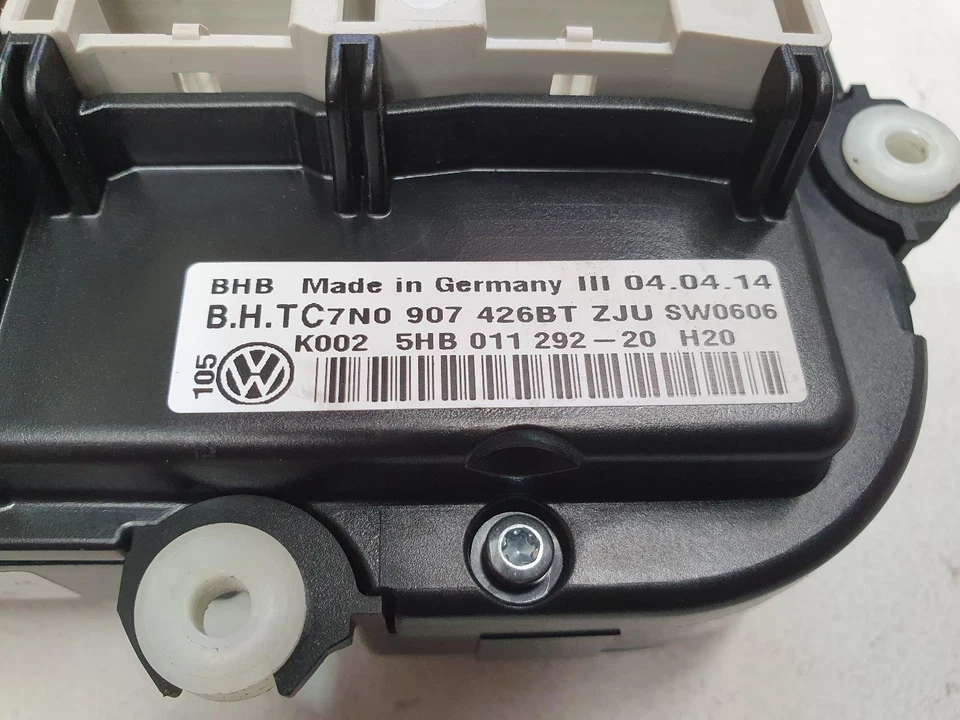 BHB Made in Germany III 04.04.14
B.H.TC7N0 907 426BT ZJU SW0606
K002 5HB 011 292-20 H20
105